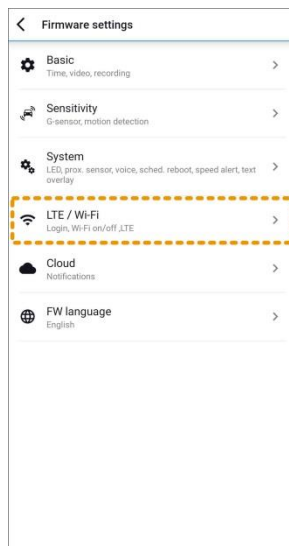 Firmware settings
Basic
Time, video, recording
Sensitivity
G-sensor, motion detection
System
LED, prox. sensor, voice, sched. reboot, speed alert, text
overlay
LTE / Wi-Fi
Login, Wi-Fi on/off ,LTE
Cloud
Notifications
FW language
English